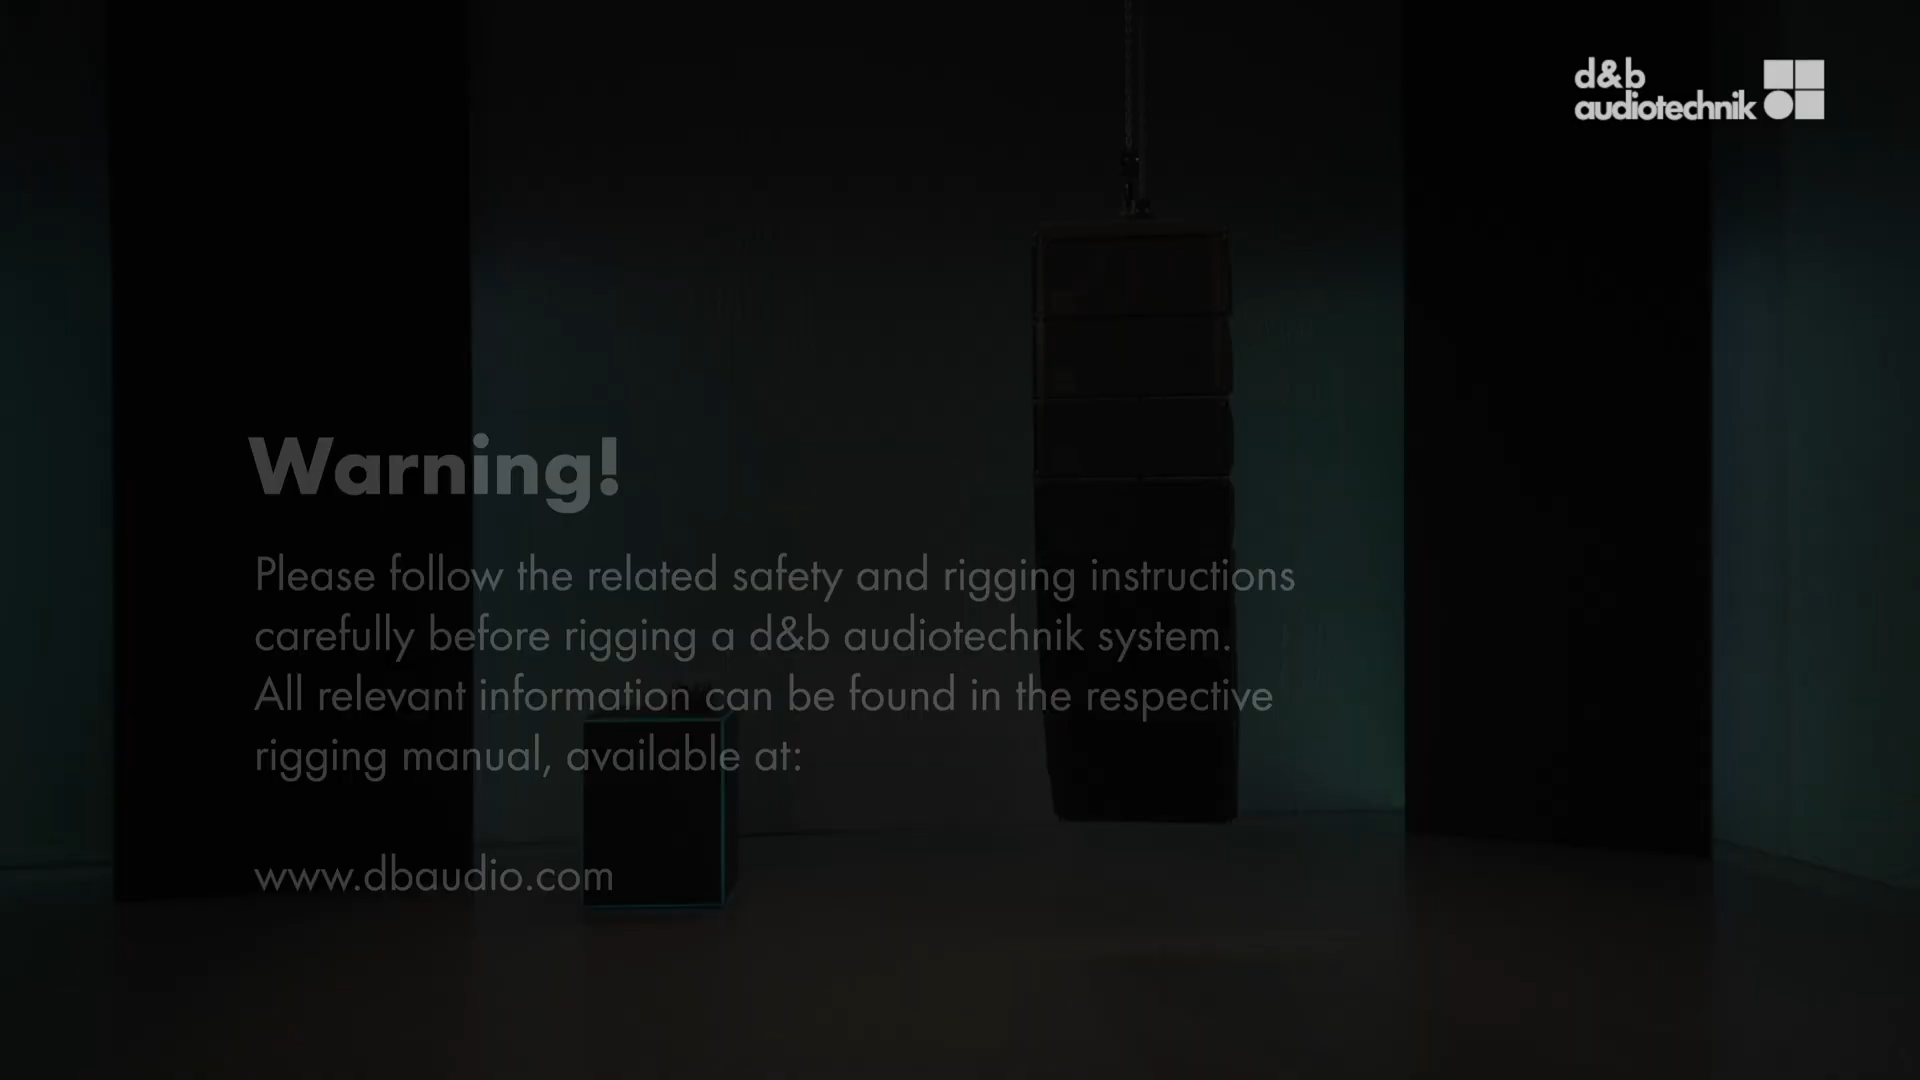 d&b
audiotechnik
Warning!
Please follow the related safety and rigging instructions
carefully before rigging a d&b audiotechnik system.
All relevant information can be found in the respective
rigging manual, available at:
www.dbaudio.com